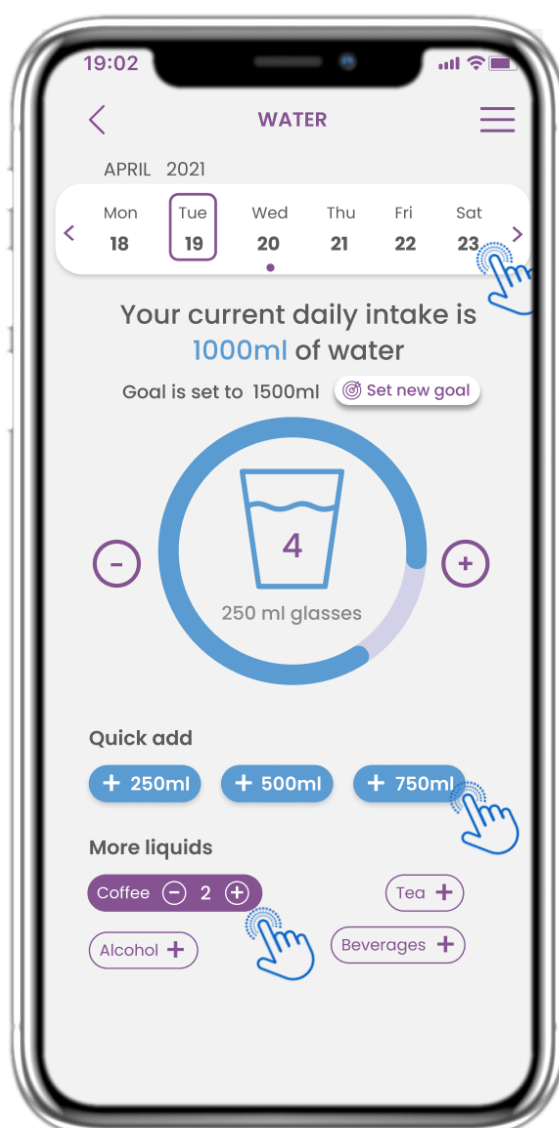 19:02
WATER
APRIL 2021
Mon Tue Wed Thu Fri Sat
< 18 19 20 21 22 23 >
Your current daily intake is
1000ml of water
Goal is set to 1500ml Set new goal
4
- +
250 ml glasses
Quick add
+ 250ml + 500ml + 750ml
More liquids
Coffee - 2 + Tea +
Alcohol + Beverages +